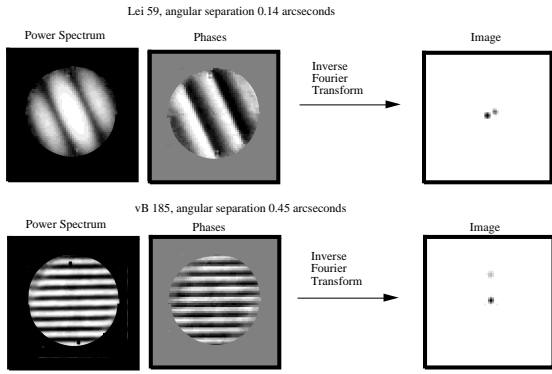 Lei 59, angular separation 0.14 arcseconds
Power Spectrum
Phases
Image
Inverse
Fourier
Transform
vB 185, angular separation 0.45 arcseconds
Power Spectrum
Phases
Image
Inverse
Fourier
Transform